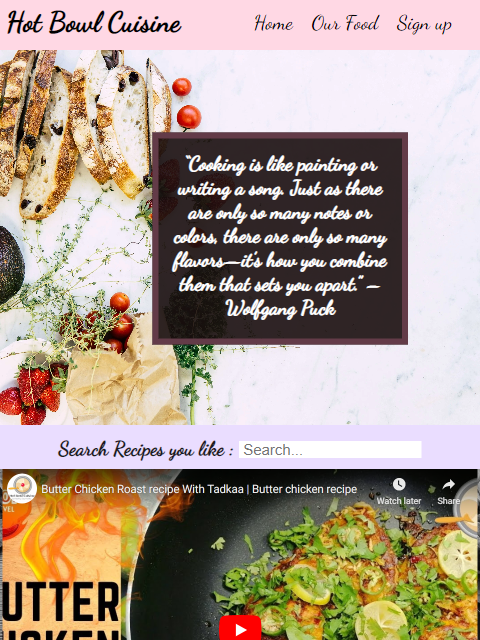 Hot Bowl Cuisine
Home Our Food Sign up
"Cooking is like painting or
writing a song. Just as there
are only so many notes or
colors, there are only so many
flavors—it's how you combine
them that sets you apart." –
Wolfgang Puck
Search Recipes you like : Search...
Butter Chicken Roast recipe With Tadkaa | Butter chicken recipe
Watch later Share
UTTER